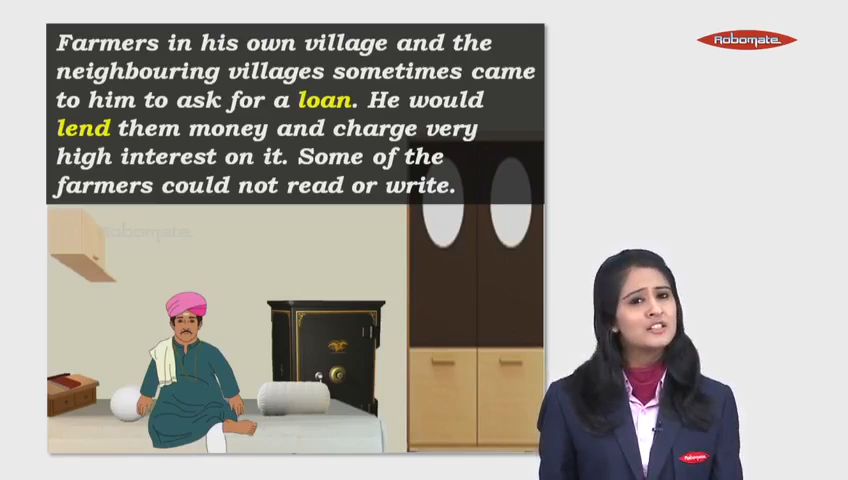 Farmers in his own village and the
neighbouring villages sometimes came
to him to ask for a loan. He would
lend them money and charge very
high interest on it. Some of the
farmers could not read or write.
Robomate
Robomate
Robomate